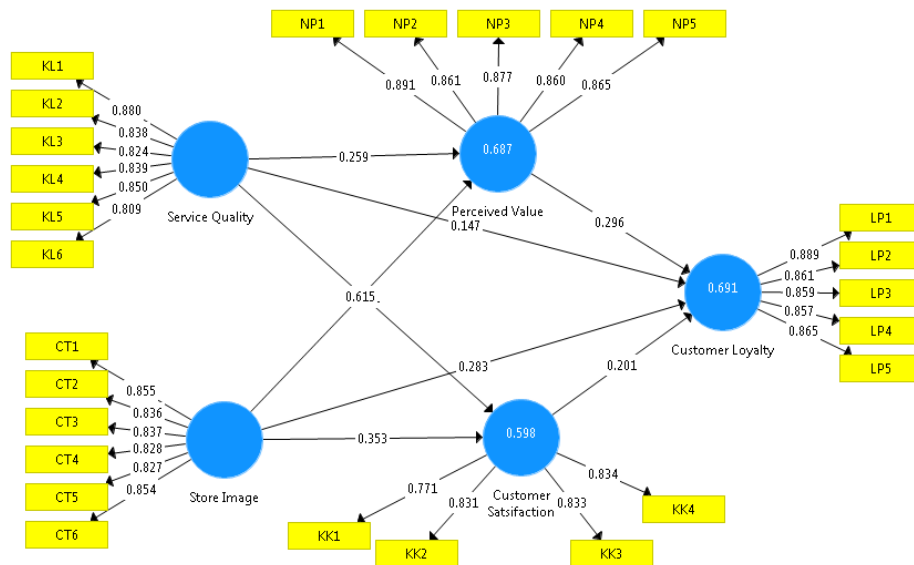 NP1
NP2
NP3
NP4
NP5
0.891
0.861
0.877
0.860
0.865
KL1
KL2
KL3
KL4
KL5
KL6
0.880
0.838
0.824
0.839
0.850
0.809
Service Quality
0.259
0.687
Perceived Value
0.147
0.296
0.615
0.691
Customer Loyalty
LP1
LP2
LP3
LP4
LP5
0.889
0.861
0.859
0.857
0.865
CT1
CT2
CT3
CT4
CT5
CT6
0.855
0.836
0.837
0.828
0.827
0.854
Store Image
0.283
0.201
0.353
0.598
Customer
Satsifaction
0.771
0.831
0.833
0.834
KK1
KK2
KK3
KK4